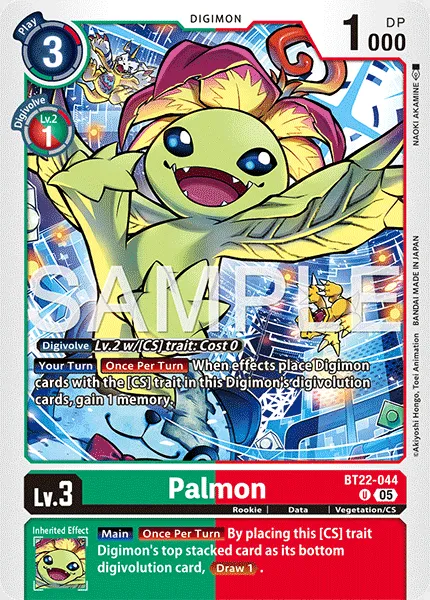 DIGIMON
Play
3
1000
DP
Digivolve
Lv.2
1
NAOKI AKAMINE
©Akiyoshi Hongo, Toei Animation BANDAI MADE IN JAPAN
SAMPLE
Digivolve Lv.2 w/[CS] trait: Cost 0
Your Turn Once Per Turn When effects place Digimon
cards with the [CS] trait in this Digimon's digivolution
cards, gain 1 memory.
Lv.3
Palmon
BT22-044
U 05
Rookie | Data | Vegetation/CS
Inherited Effect
Main Once Per Turn By placing this [CS] trait
Digimon's top stacked card as its bottom
digivolution card, Draw 1 .